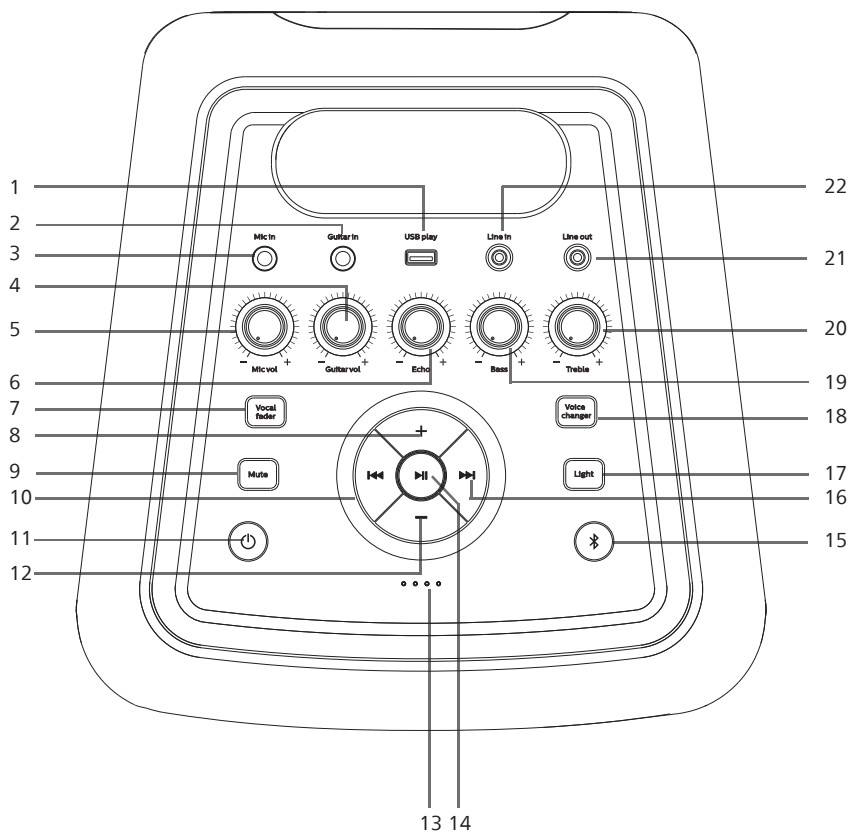 1
22
2
Mic in
Guitar in
USB play
Line in
Line out
3
21
4
5
20
- +
- +
- +
- +
- +
Mic vol
Guitar vol
Echo
Bass
Treble
6
19
7
Vocal
fader
Voice
changer
18
8
+
9
Mute
Light
17
10
16
11
15
12
-
13 14